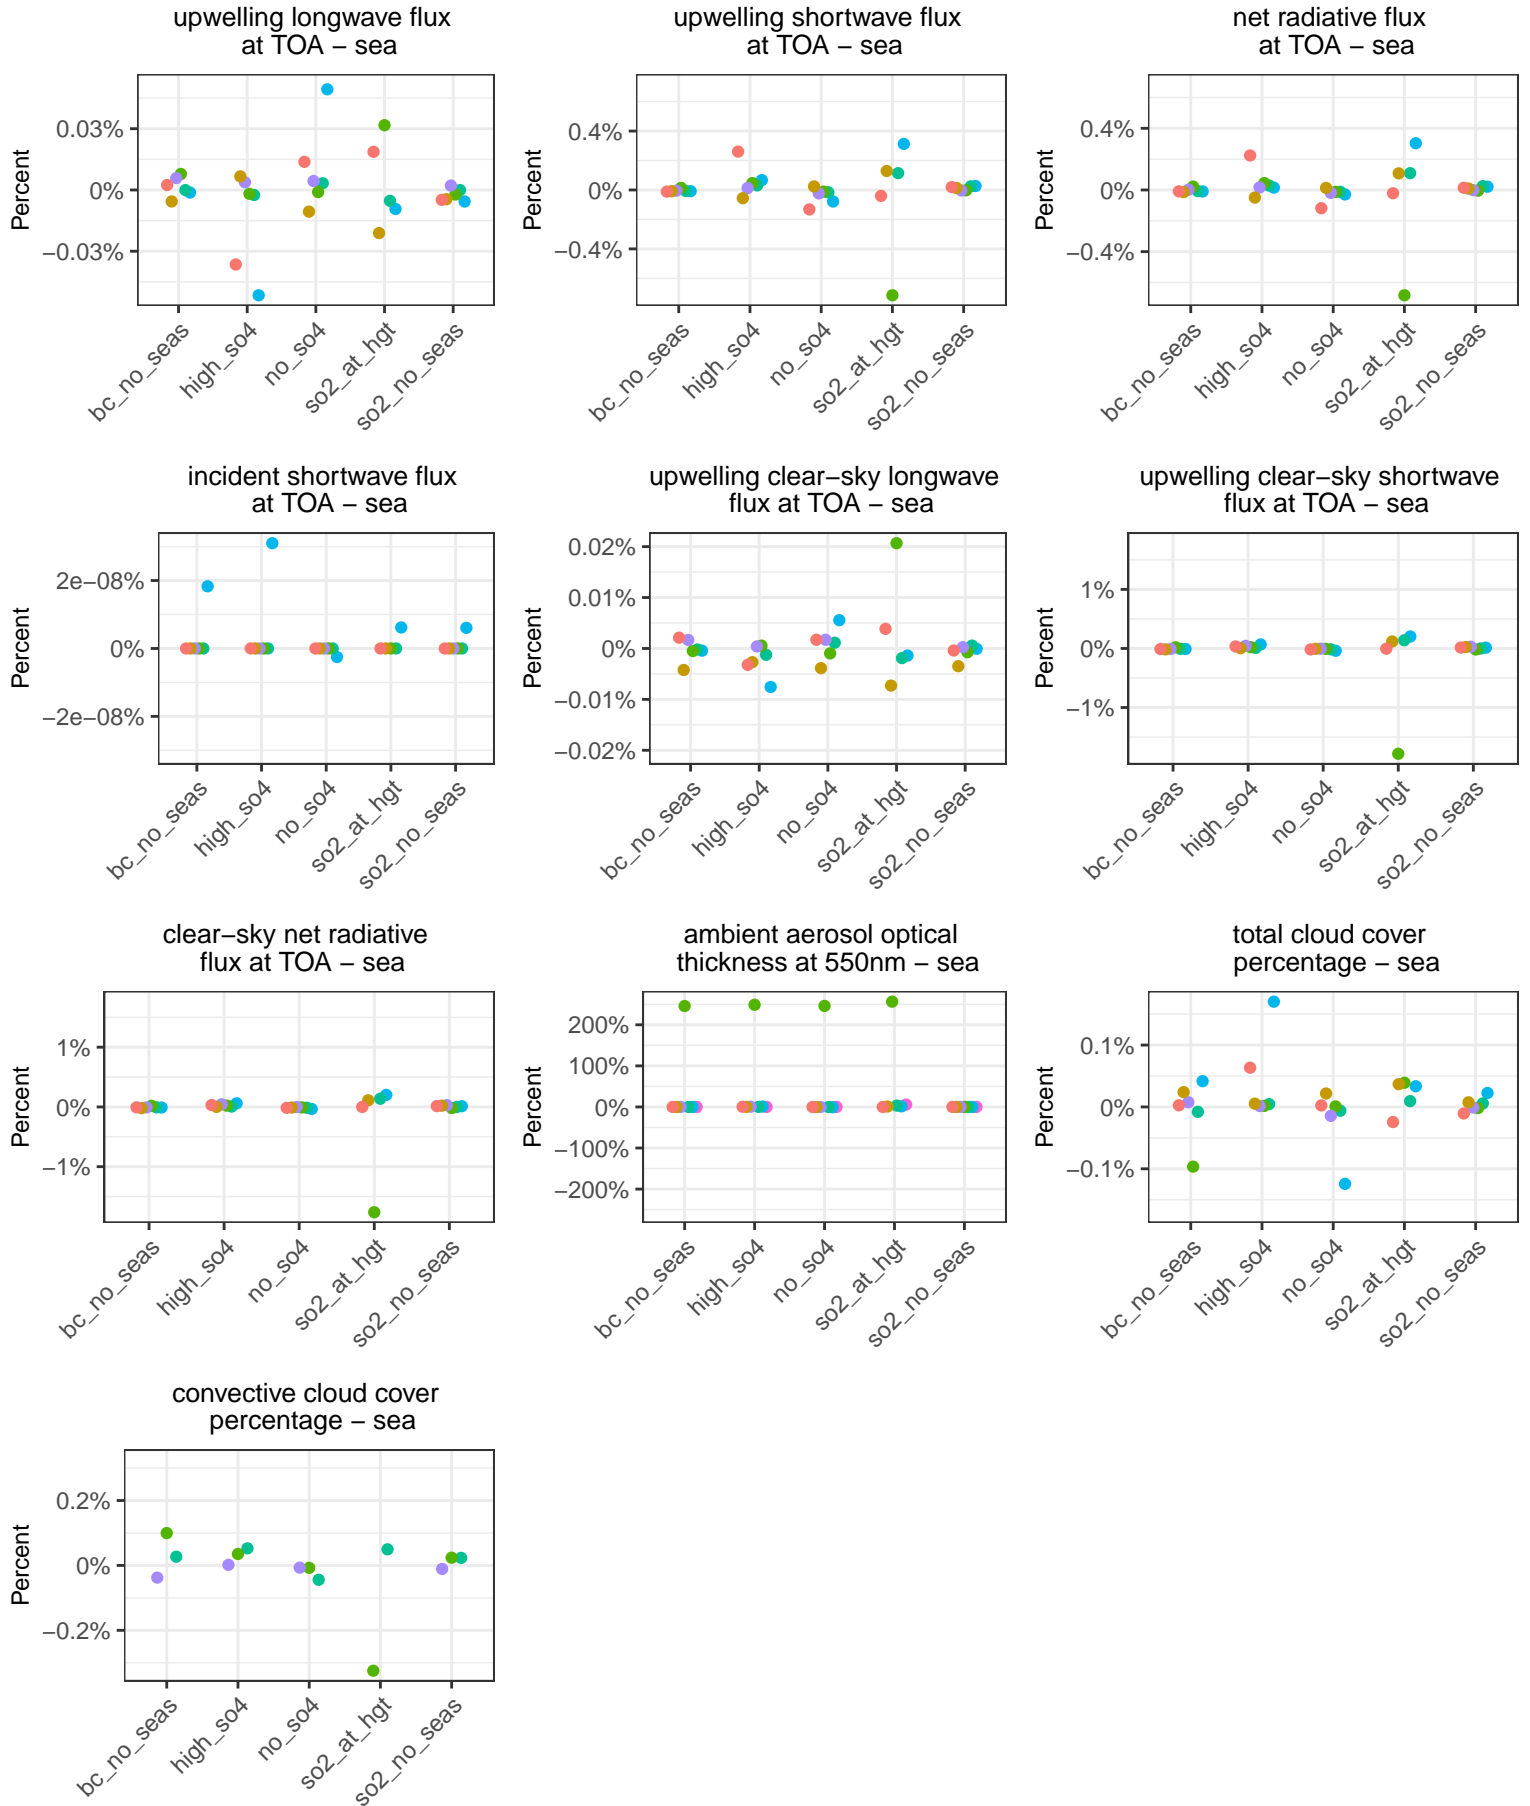 upwelling longwave flux
at TOA − sea
Percent
0.03%
0%
−0.03%
bc_no_seas
high_so4
no_so4
so2_at_hgt
so2_no_seas
upwelling shortwave flux
at TOA − sea
Percent
0.4%
0%
−0.4%
bc_no_seas
high_so4
no_so4
so2_at_hgt
so2_no_seas
net radiative flux
at TOA − sea
Percent
0.4%
0%
−0.4%
bc_no_seas
high_so4
no_so4
so2_at_hgt
so2_no_seas
incident shortwave flux
at TOA − sea
Percent
2e−08%
0%
−2e−08%
bc_no_seas
high_so4
no_so4
so2_at_hgt
so2_no_seas
upwelling clear−sky longwave
flux at TOA − sea
Percent
0.02%
0.01%
0%
−0.01%
−0.02%
bc_no_seas
high_so4
no_so4
so2_at_hgt
so2_no_seas
upwelling clear−sky shortwave
flux at TOA − sea
Percent
1%
0%
−1%
bc_no_seas
high_so4
no_so4
so2_at_hgt
so2_no_seas
clear−sky net radiative
flux at TOA − sea
Percent
1%
0%
−1%
bc_no_seas
high_so4
no_so4
so2_at_hgt
so2_no_seas
ambient aerosol optical
thickness at 550nm − sea
Percent
200%
100%
0%
−100%
−200%
bc_no_seas
high_so4
no_so4
so2_at_hgt
so2_no_seas
total cloud cover
percentage − sea
Percent
0.1%
0%
−0.1%
bc_no_seas
high_so4
no_so4
so2_at_hgt
so2_no_seas
convective cloud cover
percentage − sea
Percent
0.2%
0%
−0.2%
bc_no_seas
high_so4
no_so4
so2_at_hgt
so2_no_seas